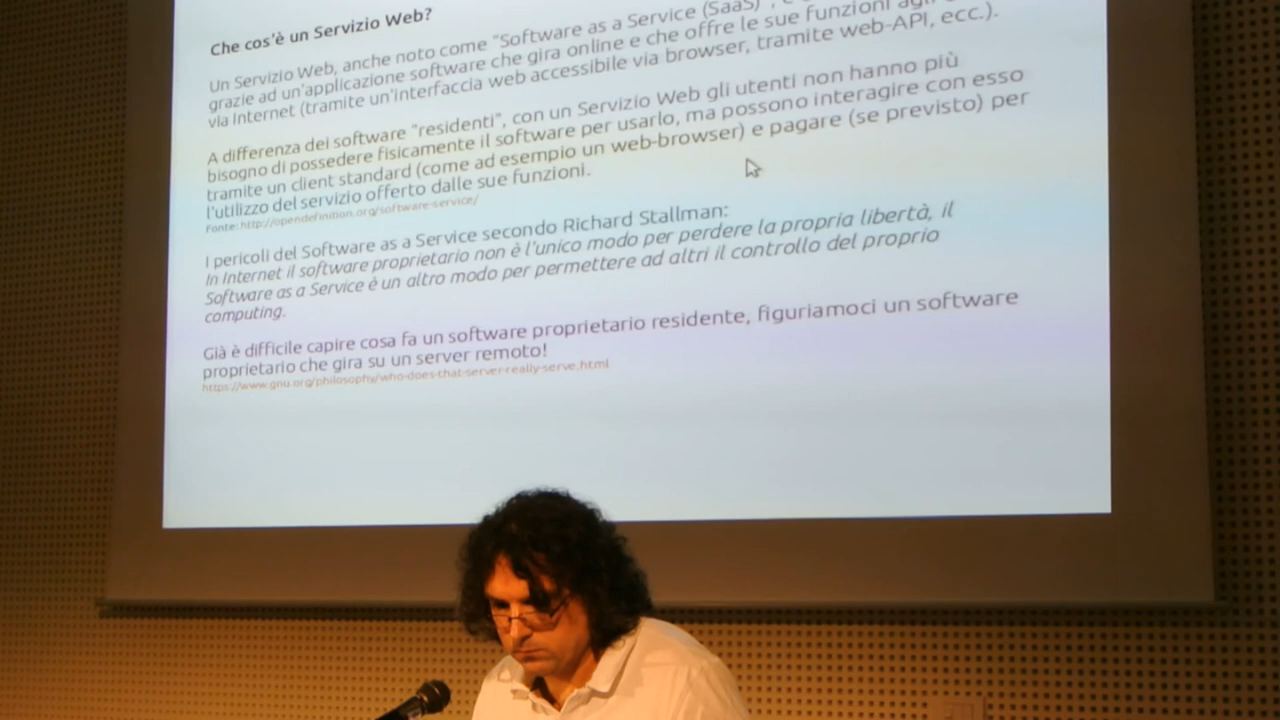 Che cos'è un Servizio Web?
Un Servizio Web, anche noto come "Software as a Service (SaaS)",
grazie ad un'applicazione software che gira online e che offre le sue funzioni agli
via Internet (tramite un'interfaccia web accessibile via browser, tramite web-API, ecc.).
A differenza dei software "residenti", con un Servizio Web gli utenti non hanno più
bisogno di possedere fisicamente il software per usarlo, ma possono interagire con esso
tramite un client standard (come ad esempio un web-browser) e pagare (se previsto) per
l'utilizzo del servizio offerto dalle sue funzioni.
Fonte: http://opendefinition.org/software-service/
I pericoli del Software as a Service secondo Richard Stallman:
In Internet il software proprietario non è l'unico modo per perdere la propria libertà, il
Software as a Service è un altro modo per permettere ad altri il controllo del proprio
computing.
Già è difficile capire cosa fa un software proprietario residente, figuriamoci un software
proprietario che gira su un server remoto!
https://www.gnu.org/philosophy/who-does-that-server-really-serve.html